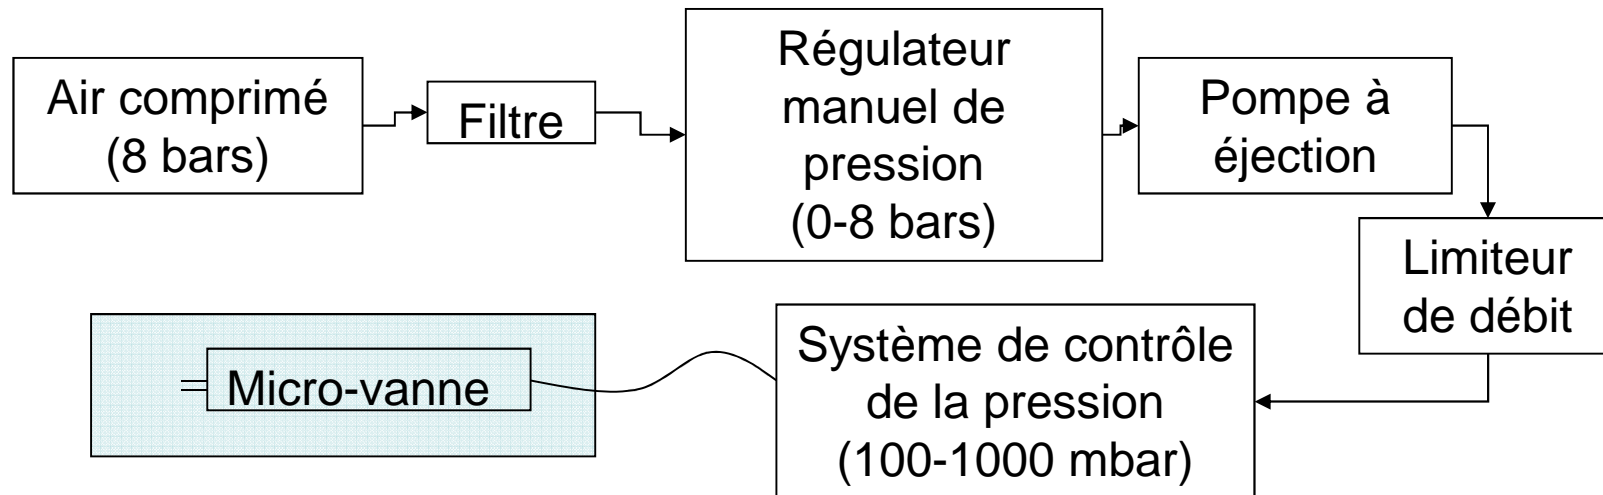 Air comprimé
(8 bars)
Filtre
Régulateur
manuel de
pression
(0-8 bars)
Pompe à
éjection
Limiteur
de débit
Système de contrôle
de la pression
(100-1000 mbar)
Micro-vanne